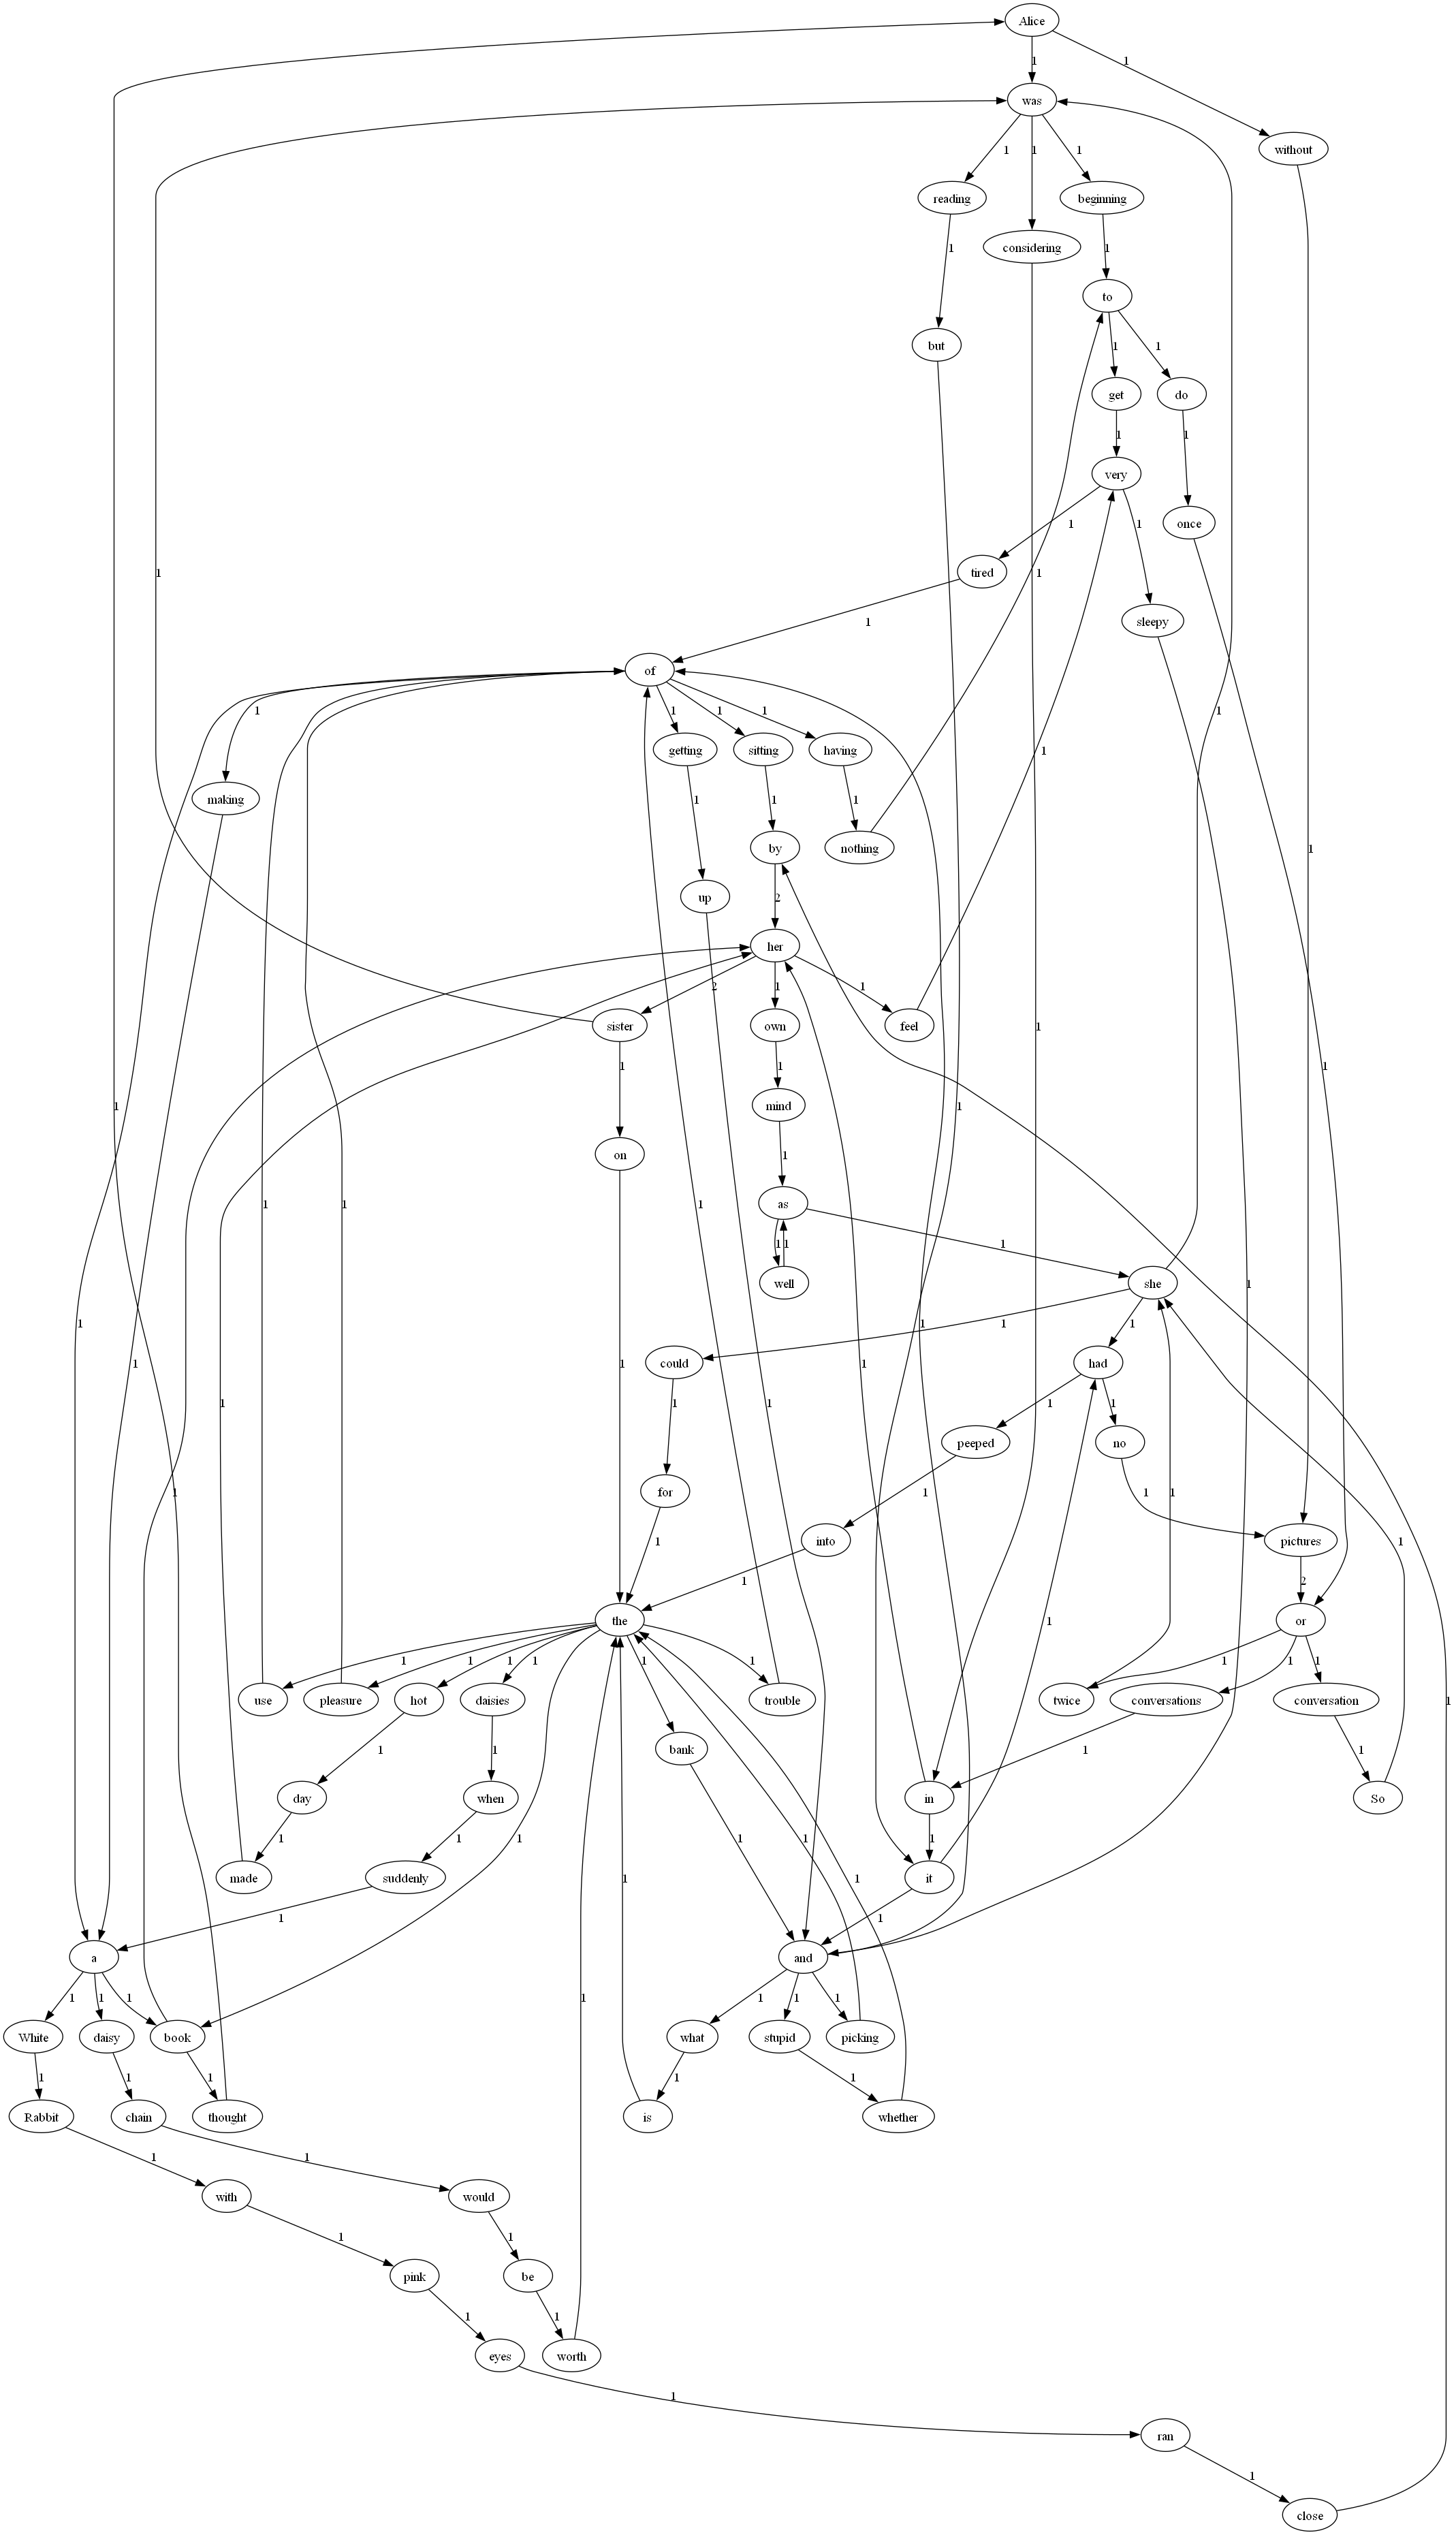 Alice
1
1
was
without
1
1
1
reading
beginning
considering
1
1
to
but
1
1
get
do
1
1
very
once
1
1
tired
1
1
sleepy
1
of
1
1
1
1
1
getting
sitting
having
1
making
1
1
1
by
nothing
1
up
2
her
2
1
1
sister
own
feel
1
1
1
mind
1
1
1
on
1
1
1
1
as
1
1
1
well
she
1
1
1
1
1
1
could
had
1
1
1
1
1
1
peeped
no
for
1
1
1
1
into
pictures
1
1
2
the
or
1
1
1
1
1
1
1
1
1
use
pleasure
hot
daisies
trouble
twice
conversations
conversation
bank
1
1
1
1
day
when
in
So
1
1
1
1
1
1
made
suddenly
it
1
1
a
and
1
1
1
1
1
1
White
daisy
book
what
stupid
picking
1
1
1
1
1
Rabbit
chain
thought
is
whether
1
1
with
would
1
1
pink
be
1
1
eyes
worth
1
ran
1
close